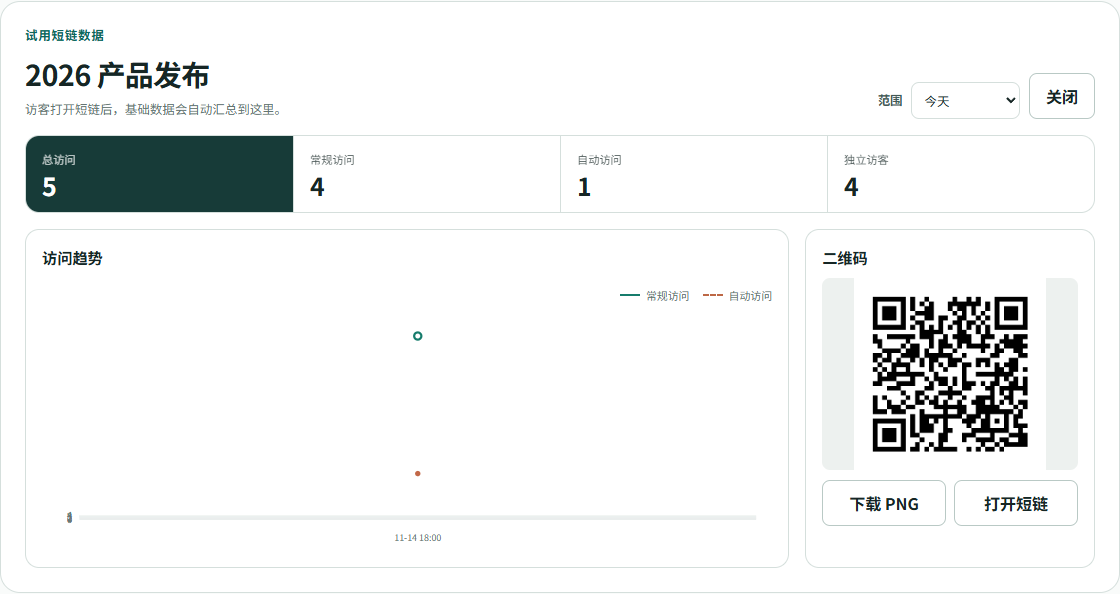 试用短链数据
2026 产品发布
访客打开短链后，基础数据会自动汇总到这里。
范围
今天
关闭
总访问
5
常规访问
4
自动访问
1
独立访客
4
访问趋势
常规访问
自动访问
11-14 18:00
二维码
下载 PNG
打开短链